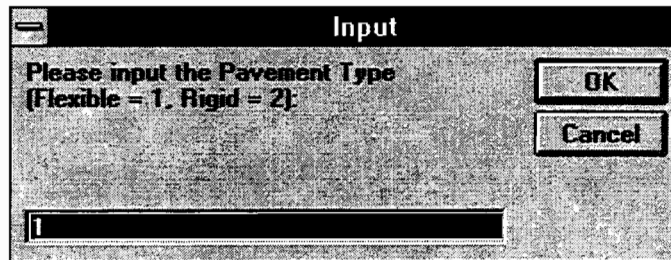 Input
Please input the Pavement Type
(Flexible = 1, Rigid = 2):
OK
Cancel
1